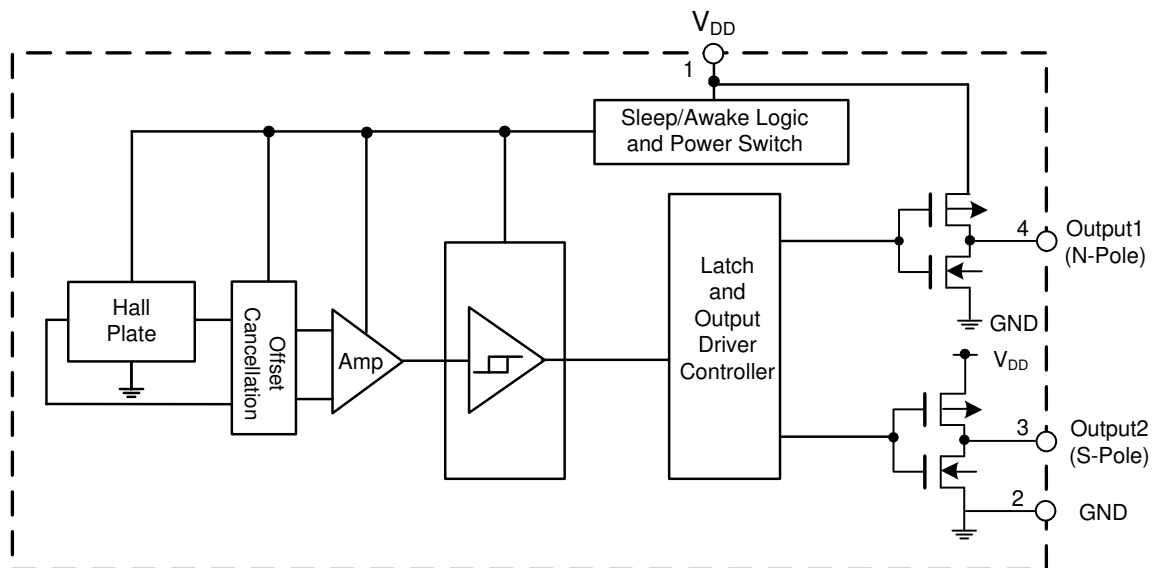 VDD
1
Sleep/Awake Logic
and Power Switch
4
Output1
(N-Pole)
Hall
Plate
Offset
Cancellation
Amp
Latch
and
Output
Driver
Controller
GND
VDD
3
Output2
(S-Pole)
2
GND